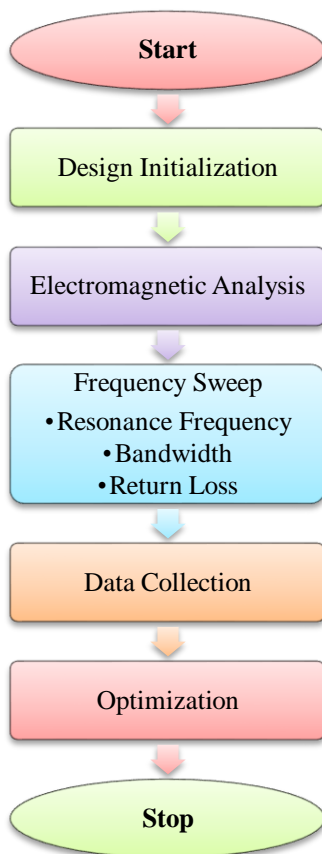 Start
Design Initialization
Electromagnetic Analysis
Frequency Sweep
•Resonance Frequency
•Bandwidth
•Return Loss
Data Collection
Optimization
Stop